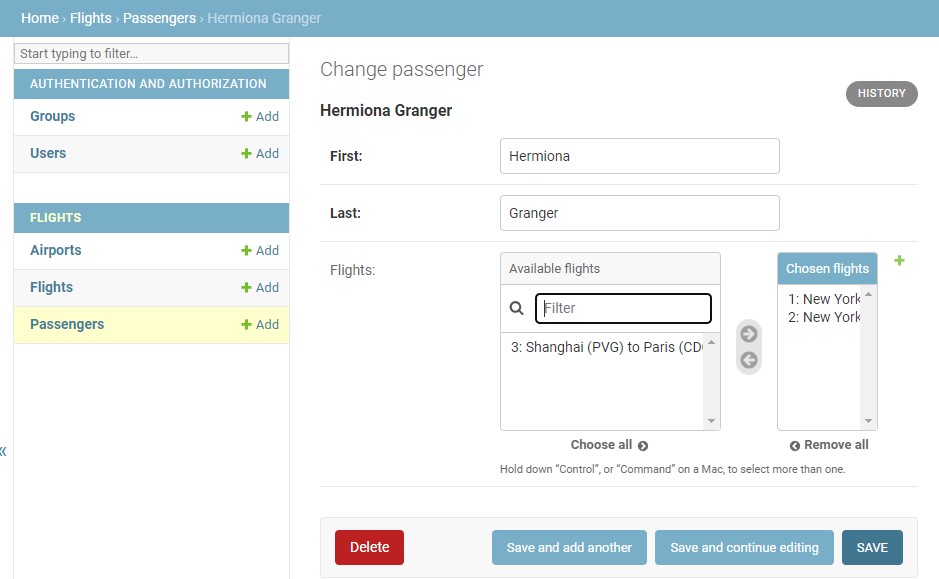 Home › Flights › Passengers › Hermiona Granger
Start typing to filter...
AUTHENTICATION AND AUTHORIZATION
Groups + Add
Users + Add
FLIGHTS
Airports + Add
Flights + Add
Passengers + Add
«
Change passenger
HISTORY
Hermiona Granger
First: Hermiona
Last: Granger
Flights:
Available flights
Filter
3: Shanghai (PVG) to Paris (CDG
Choose all
Chosen flights
1: New York
2: New York
Remove all
Hold down “Control”, or “Command” on a Mac, to select more than one.
Delete
Save and add another
Save and continue editing
SAVE